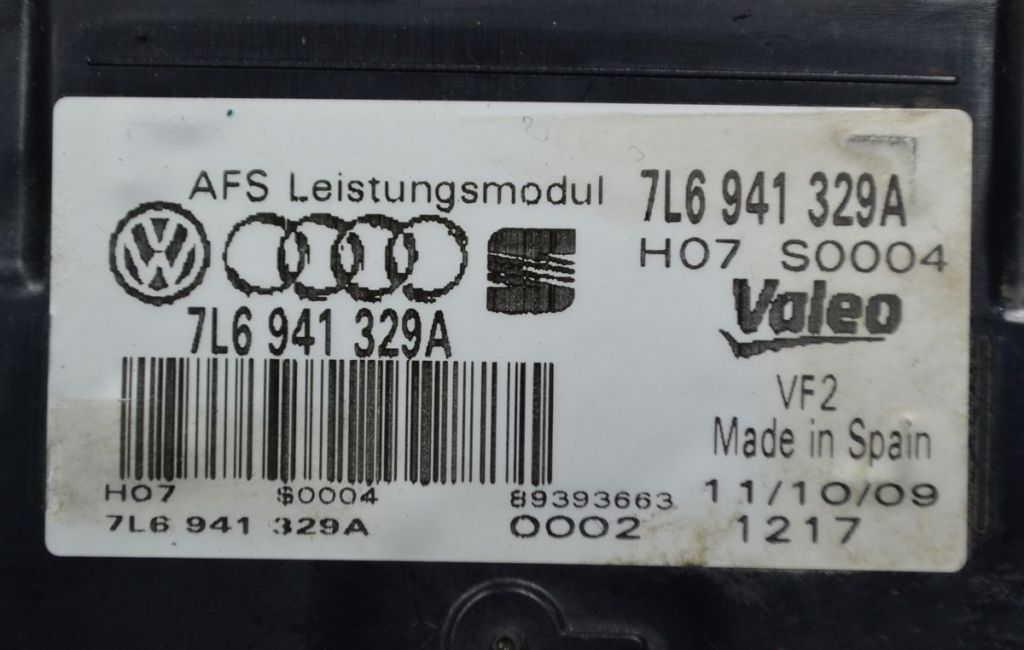 AFS Leistungsmodul
7L6 941 329A
H07 S0004
Valeo
7L6 941 329A
VF2
Made in Spain
H07 S0004 89393663
11/10/09
7L6 941 329A 0002
1217